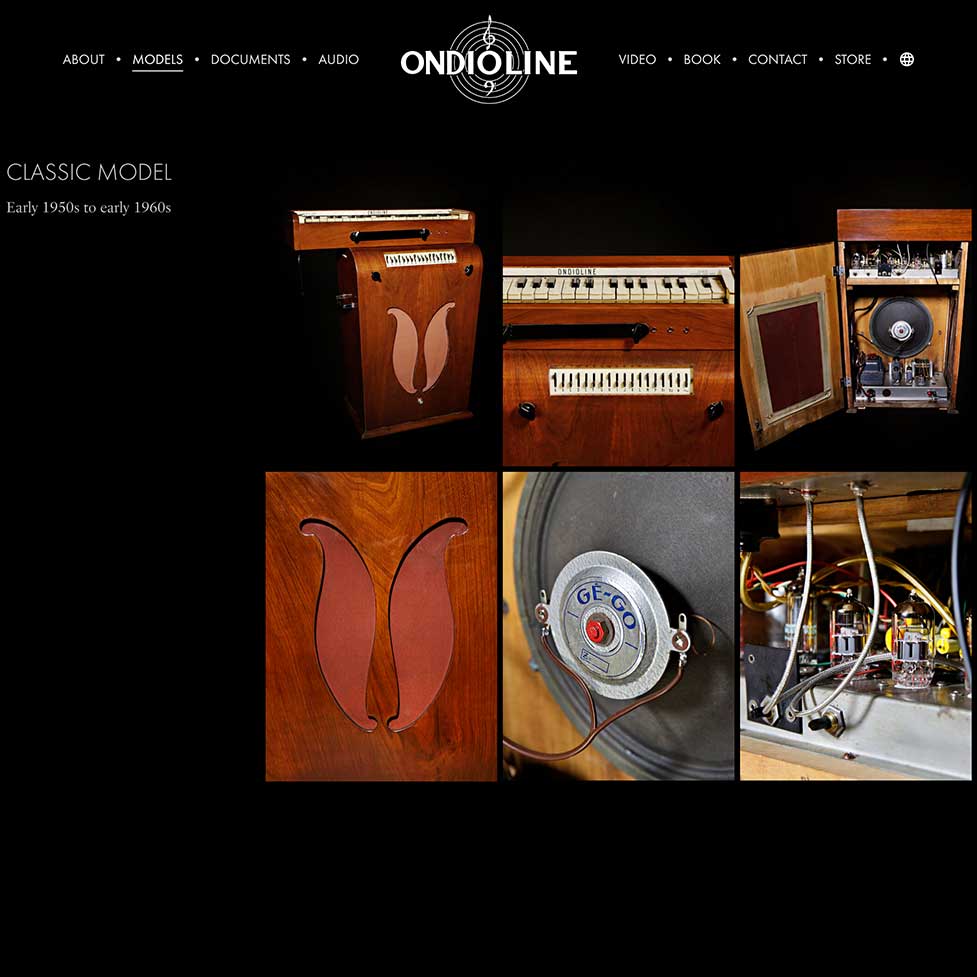 ABOUT • MODELS • DOCUMENTS • AUDIO
ONDIOLINE
VIDEO • BOOK • CONTACT • STORE •
CLASSIC MODEL
Early 1950s to early 1960s
ONDIOLINE
ONDIOLINE
GÉ-GO